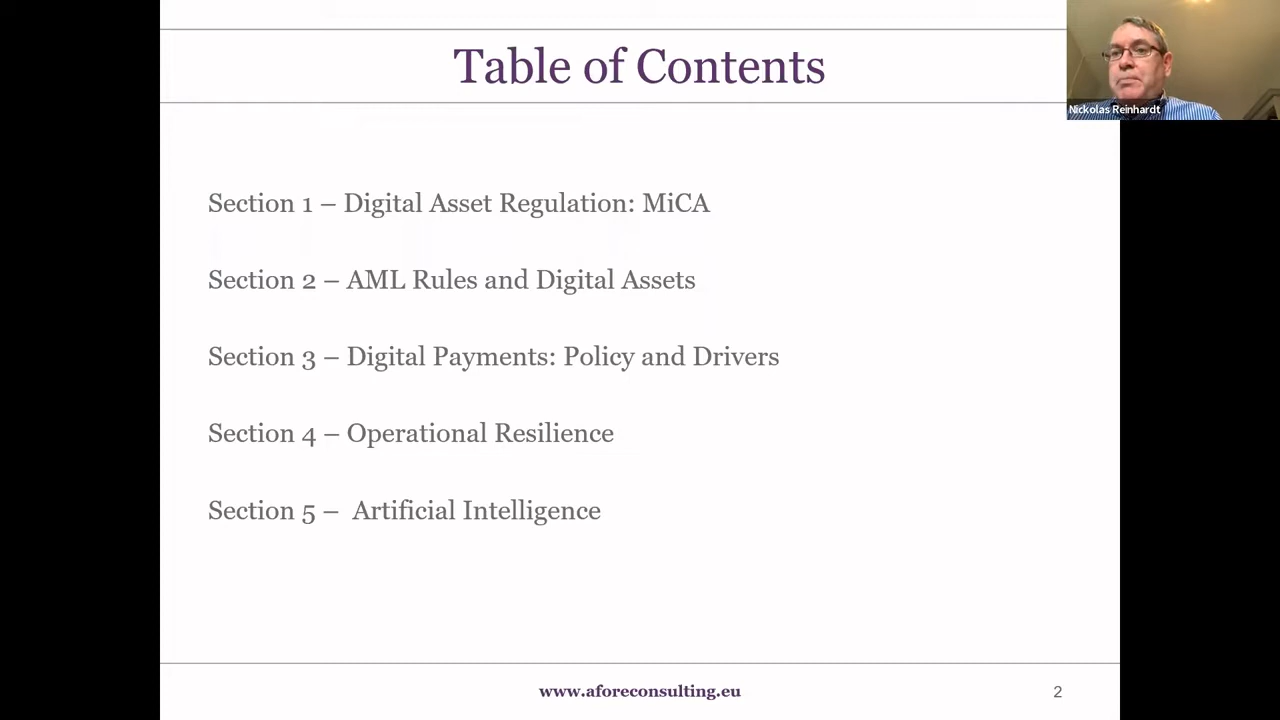 Table of Contents
Nickolas Reinhardt
Section 1 – Digital Asset Regulation: MiCA
Section 2 – AML Rules and Digital Assets
Section 3 – Digital Payments: Policy and Drivers
Section 4 – Operational Resilience
Section 5 – Artificial Intelligence
www.aforeconsulting.eu
2